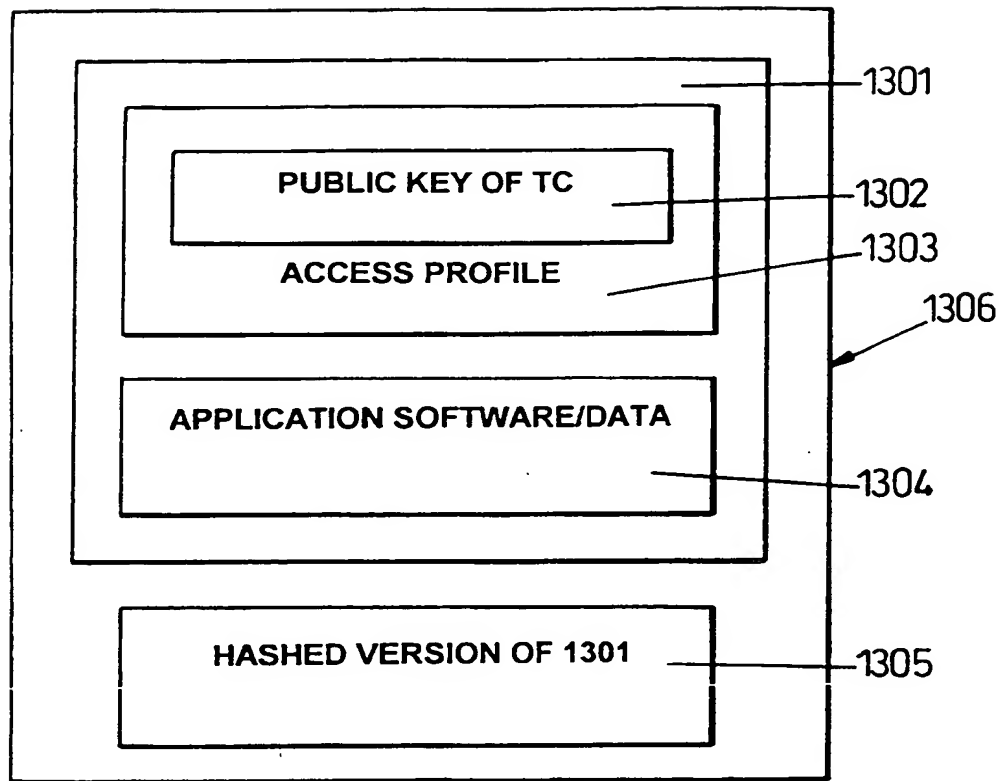 1301
PUBLIC KEY OF TC
1302
1303
ACCESS PROFILE
1306
APPLICATION SOFTWARE/DATA
1304
HASHED VERSION OF 1301
1305